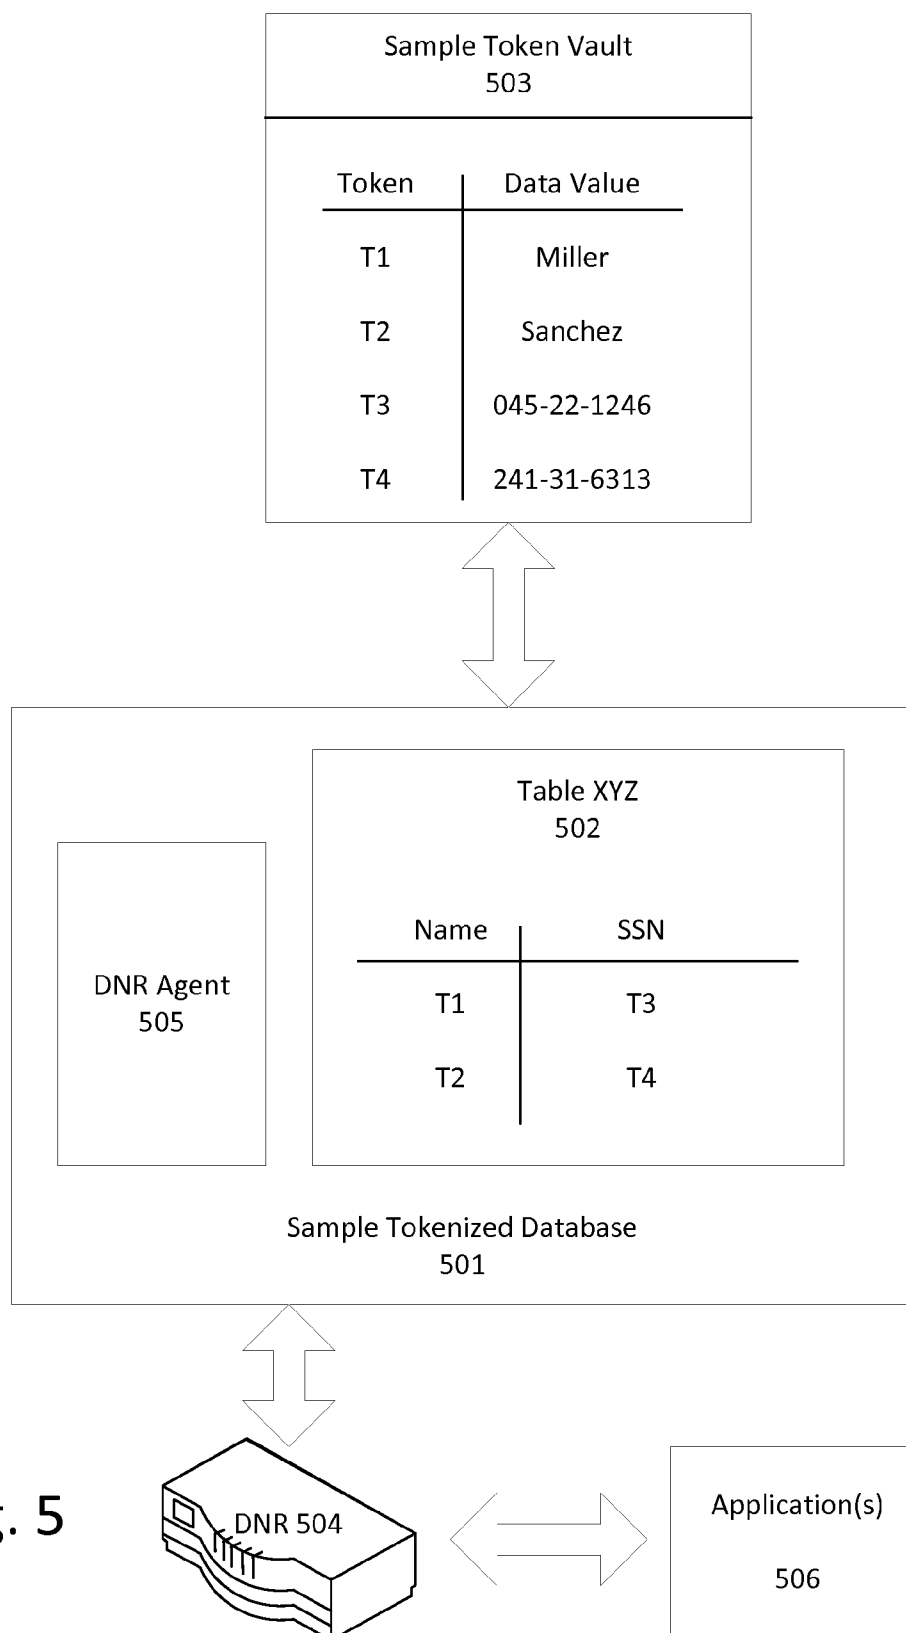 Sample Token Vault
503
Token Data Value
T1 Miller
T2 Sanchez
T3 045-22-1246
T4 241-31-6313
Table XYZ
502
Name SSN
T1 T3
T2 T4
DNR Agent
505
Sample Tokenized Database
501
DNR 504
Application(s)
506
. 5